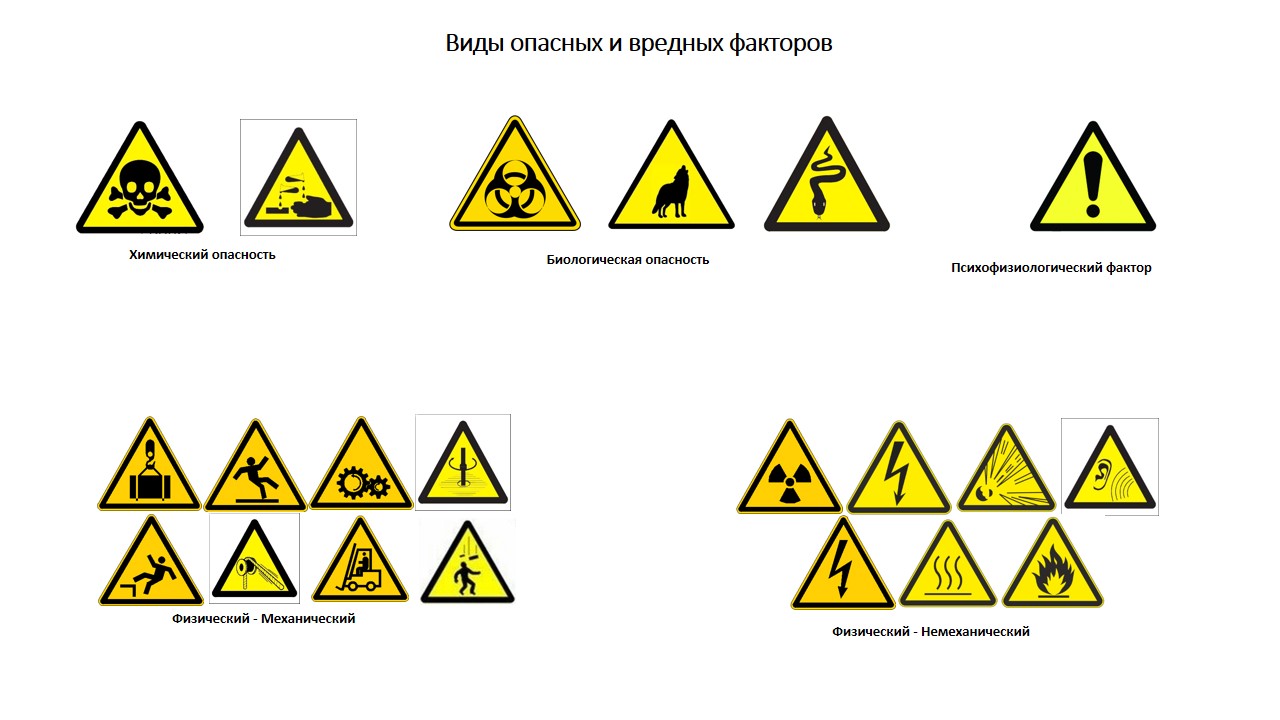 Виды опасных и вредных факторов
Химический опасность
Биологическая опасность
Психофизиологический фактор
Физический - Механический
Физический - Немеханический